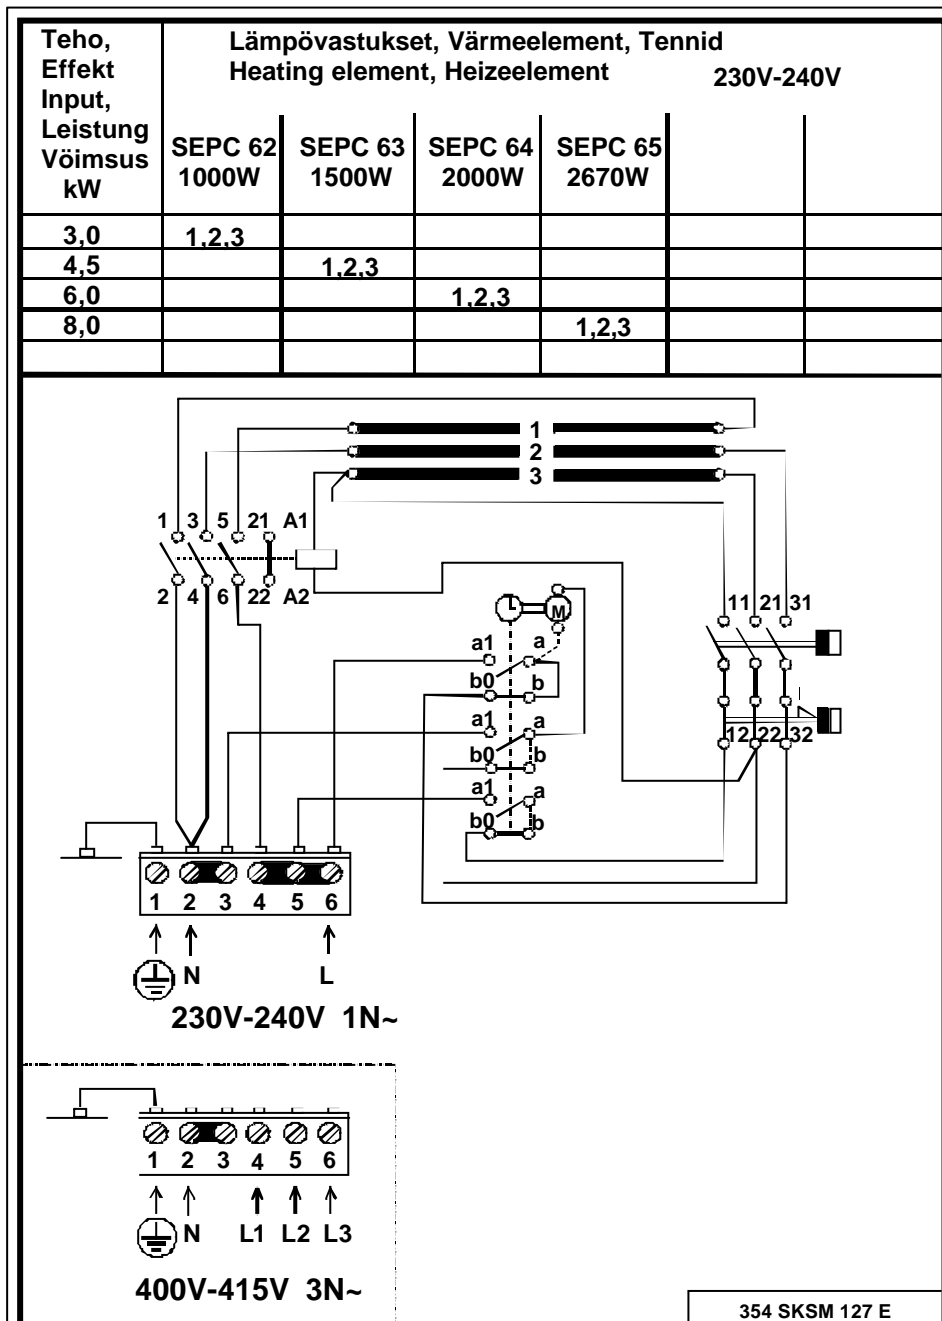 Teho,
Effekt
Input,
Leistung
Vöimsus
kW
Lämpövastukset, Värmeelement, Tennid
Heating element, Heizeelement
230V-240V
SEPC 62
1000W
SEPC 63
1500W
SEPC 64
2000W
SEPC 65
2670W
3,0 1,2,3
4,5 1,2,3
6,0 1,2,3
8,0 1,2,3
1
2
3
1 3 5 21 A1
2 4 6 22 A2
M
11 21 31
a1 a
b0 b
a1 a
b0 b
12 22 32
a1 a
b0 b
1 2 3 4 5 6
N L
230V-240V 1N~
1 2 3 4 5 6
N L1 L2 L3
400V-415V 3N~
354 SKSM 127 E